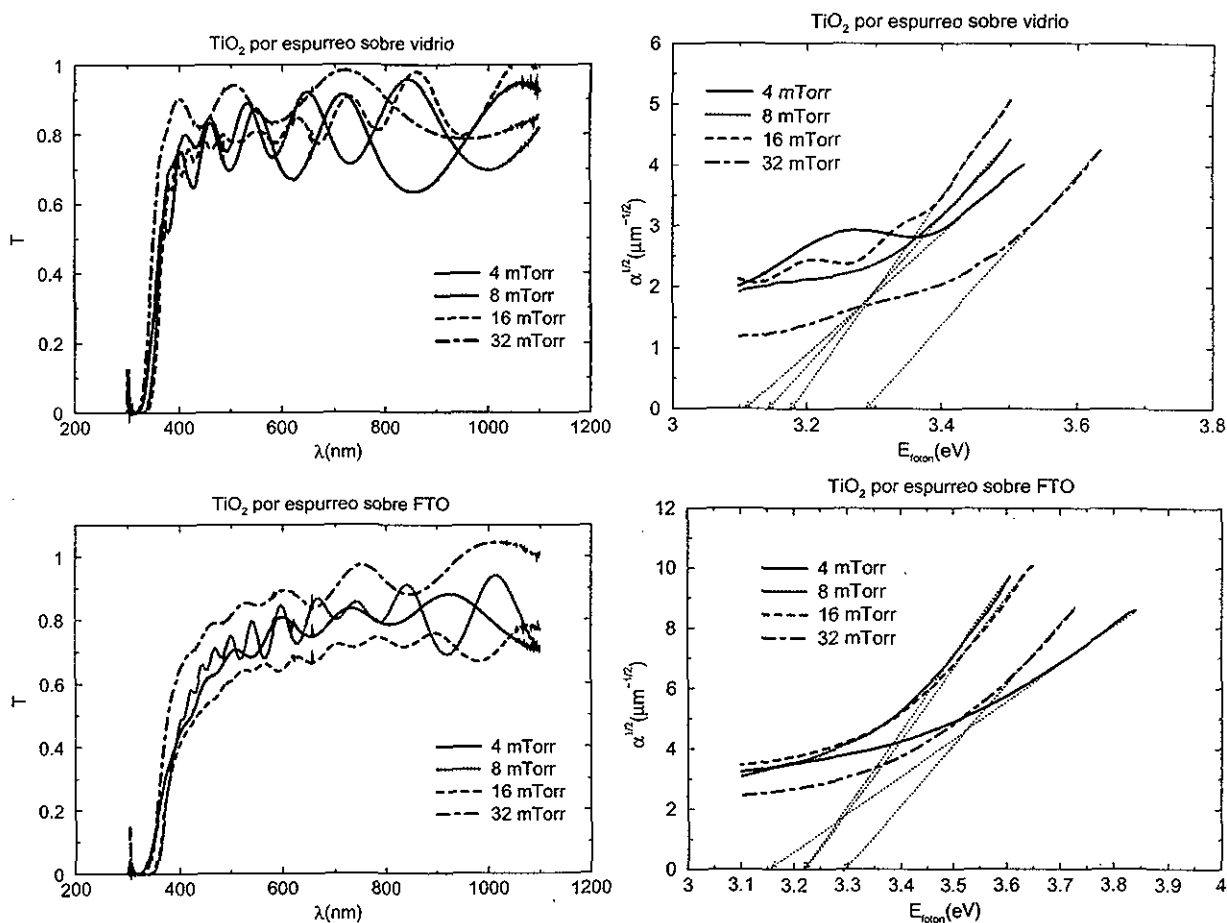 TiO₂ por espurreo sobre vidrio
T
1
0.8
0.6
0.4
0.2
0
4 mTorr
8 mTorr
16 mTorr
32 mTorr
200 400 600 800 1000 1200
λ(nm)
TiO₂ por espurreo sobre vidrio
α^1/2(μm^-1/2)
6
5
4
3
2
1
0
4 mTorr
8 mTorr
16 mTorr
32 mTorr
3 3.2 3.4 3.6 3.8
E_foton(eV)
TiO₂ por espurreo sobre FTO
T
1
0.8
0.6
0.4
0.2
0
4 mTorr
8 mTorr
16 mTorr
32 mTorr
200 400 600 800 1000 1200
λ(nm)
TiO₂ por espurreo sobre FTO
α^1/2(μm^-1/2)
12
10
8
6
4
2
0
4 mTorr
8 mTorr
16 mTorr
32 mTorr
3 3.1 3.2 3.3 3.4 3.5 3.6 3.7 3.8 3.9 4
E_foton(eV)